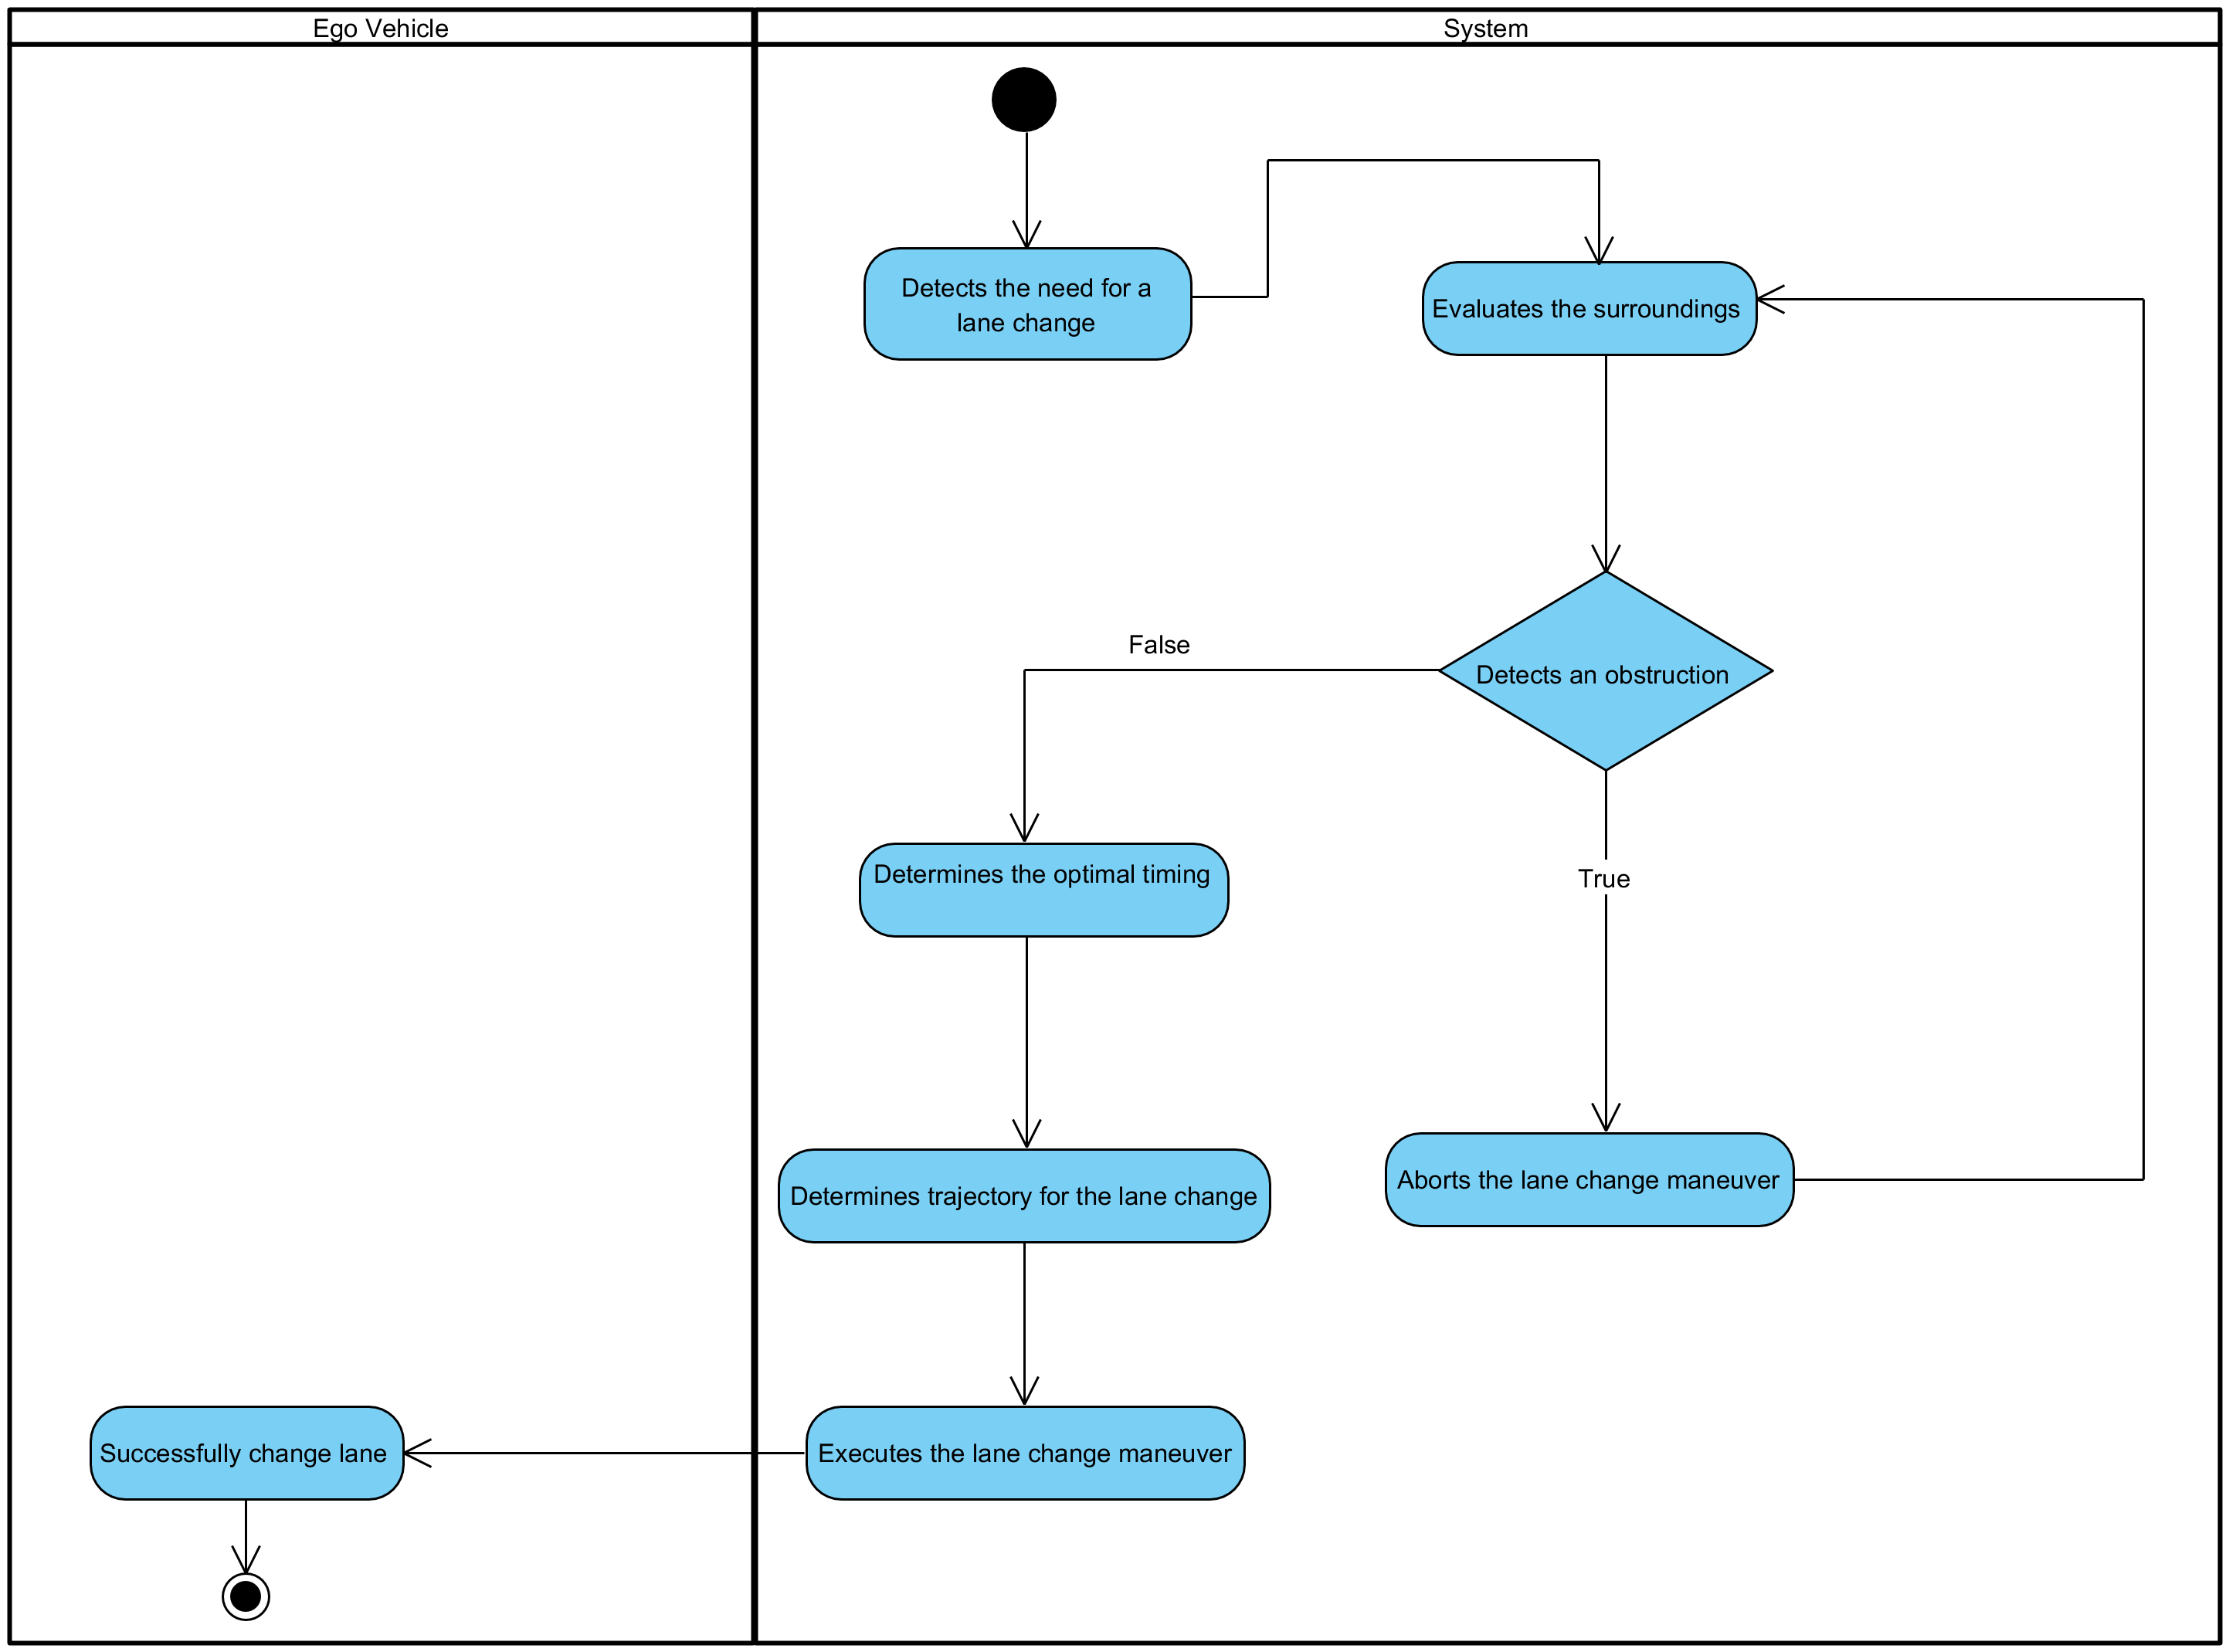 Ego Vehicle
System
Detects the need for a
lane change
Evaluates the surroundings
Detects an obstruction
False
True
Determines the optimal timing
Determines trajectory for the lane change
Aborts the lane change maneuver
Executes the lane change maneuver
Successfully change lane